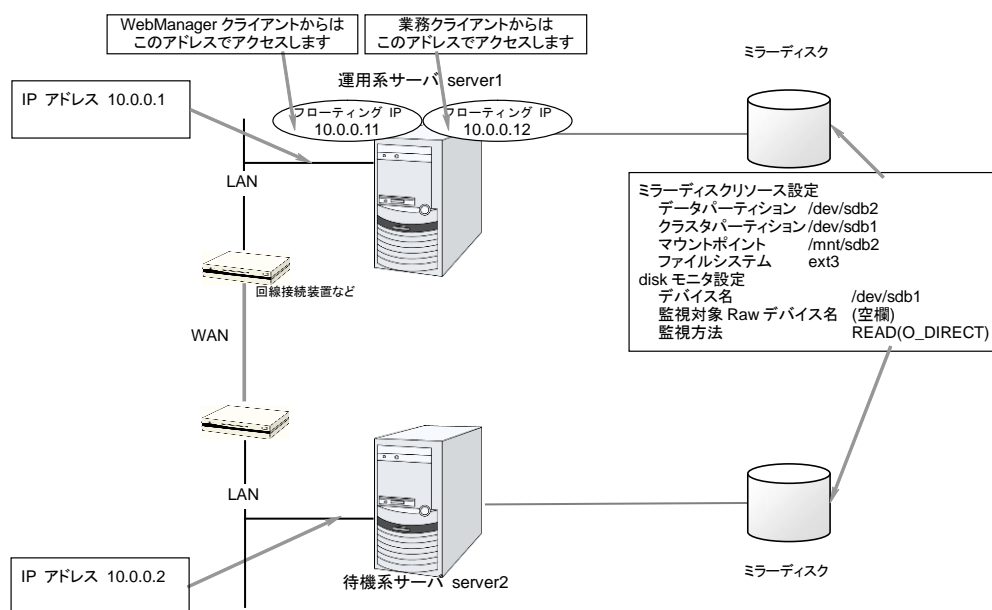 WebManager クライアントからは
このアドレスでアクセスします
業務クライアントからは
このアドレスでアクセスします
ミラーディスク
運用系サーバ server1
IP アドレス 10.0.0.1
フローティング IP
10.0.0.11
フローティング IP
10.0.0.12
LAN
ミラーディスクリソース設定
データパーティション /dev/sdb2
クラスタパーティション /dev/sdb1
マウントポイント /mnt/sdb2
ファイルシステム ext3
disk モニタ設定
デバイス名 /dev/sdb1
監視対象 Raw デバイス名 (空欄)
監視方法 READ(O_DIRECT)
回線接続装置など
WAN
LAN
IP アドレス 10.0.0.2
待機系サーバ server2
ミラーディスク